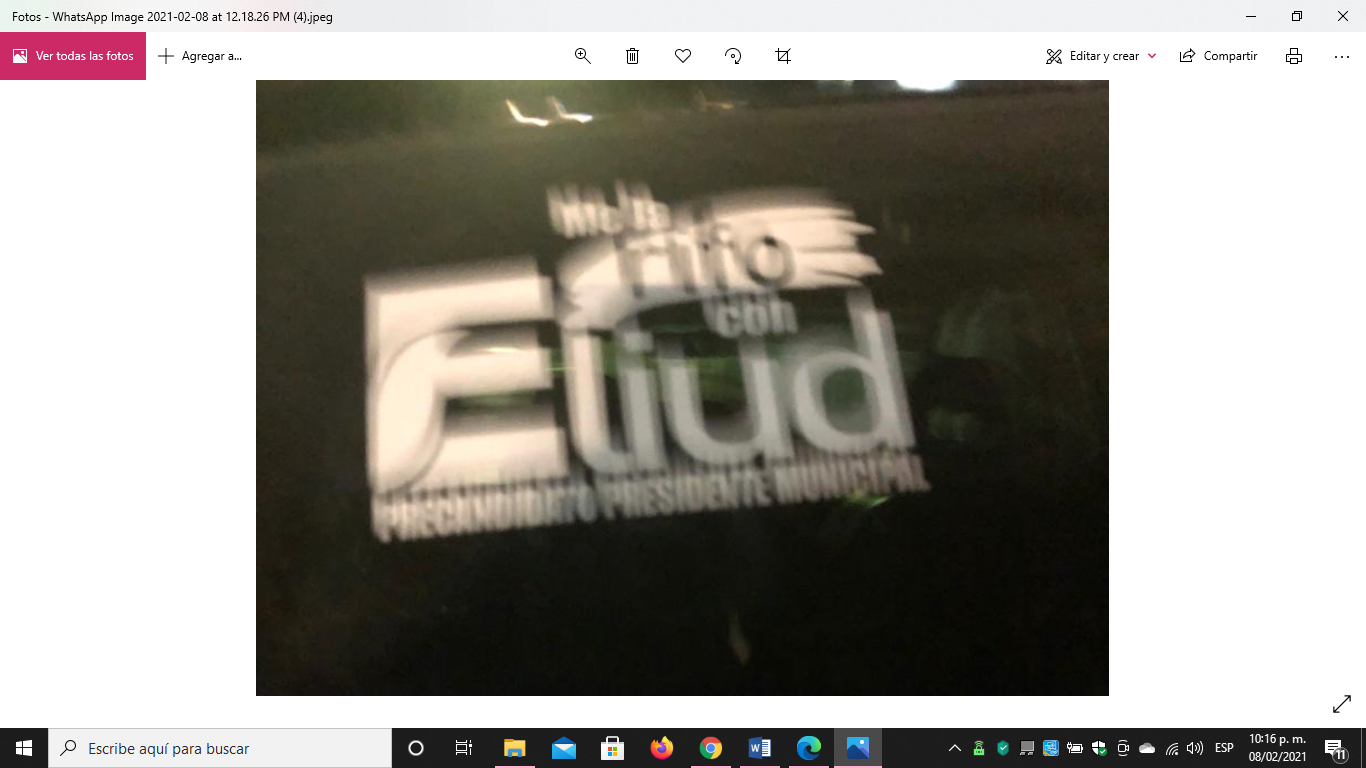 Fotos - WhatsApp Image 2021-02-08 at 12.18.26 PM (4).jpeg
Ver todas las fotos
Agregar a...
Editar y crear
Compartir
Me la
rifo
con
Eliud
PRECANDIDATO PRESIDENTE MUNICIPAL
Escribe aquí para buscar
ESP
10:16 p. m.
08/02/2021
11